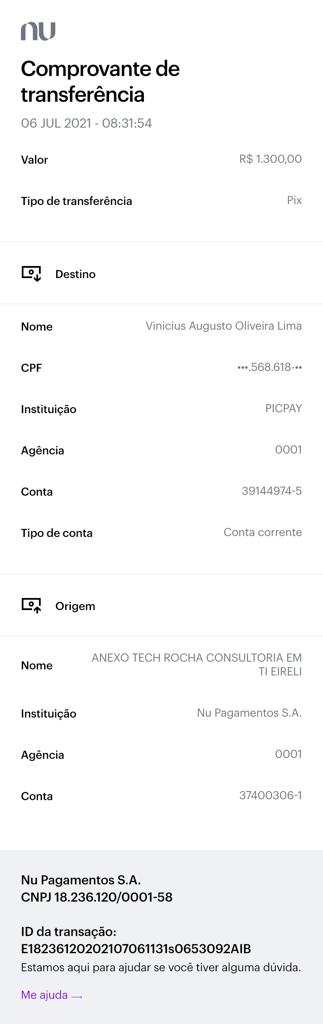 nu
Comprovante de
transferência
06 JUL 2021 - 08:31:54
Valor R$ 1.300,00
Tipo de transferência Pix
Destino
Nome Vinicius Augusto Oliveira Lima
CPF •••.568.618-••
Instituição PICPAY
Agência 0001
Conta 39144974-5
Tipo de conta Conta corrente
Origem
Nome ANEXO TECH ROCHA CONSULTORIA EM
TI EIRELI
Instituição Nu Pagamentos S.A.
Agência 0001
Conta 37400306-1
Nu Pagamentos S.A.
CNPJ 18.236.120/0001-58
ID da transação:
E18236120202107061131s0653092AIB
Estamos aqui para ajudar se você tiver alguma dúvida.
Me ajuda →